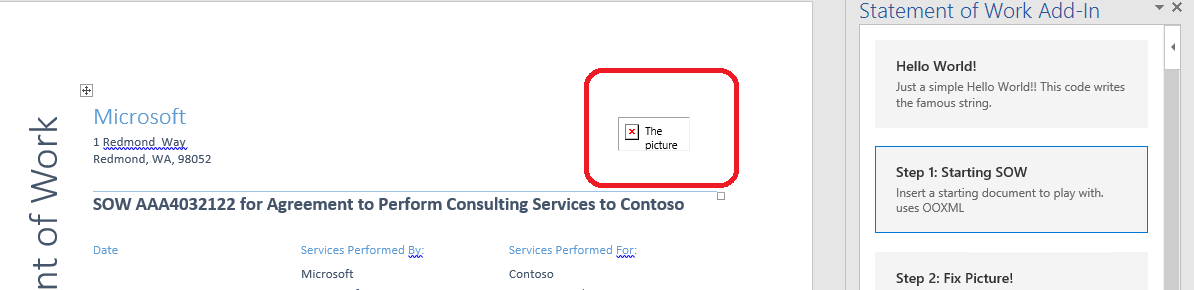 Statement of Work Add-In
Hello World!
Just a simple Hello World!! This code writes
the famous string.
Step 1: Starting SOW
Insert a starting document to play with.
uses OOXML
Step 2: Fix Picture!
nt of Work
Microsoft
1 Redmond Way
Redmond, WA, 98052
The
picture
SOW AAA4032122 for Agreement to Perform Consulting Services to Contoso
Date
Services Performed By:
Services Performed For:
Microsoft
Contoso